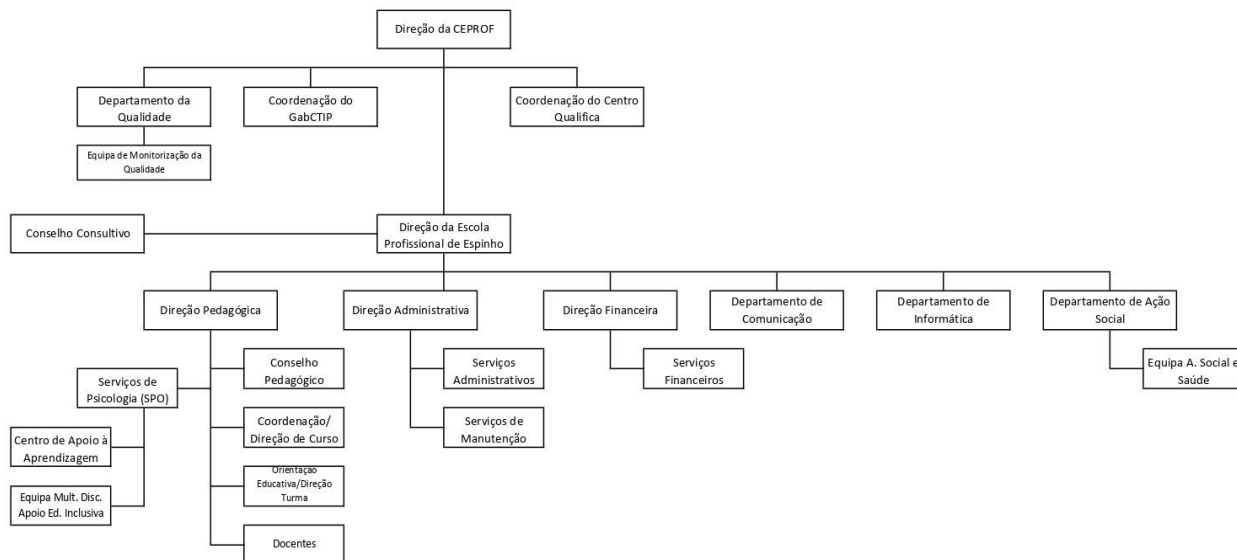 Direção da CEPROF
Departamento da
Qualidade
Coordenação do
GabCTIP
Coordenação do Centro
Qualifica
Equipa de Monitorização da
Qualidade
Conselho Consultivo
Direção da Escola
Profissional de Espinho
Direção Pedagógica
Direção Administrativa
Direção Financeira
Departamento de
Comunicação
Departamento de
Informática
Departamento de Ação
Social
Conselho
Pedagógico
Serviços
Administrativos
Serviços
Financeiros
Equipa A. Social e
Saúde
Serviços de
Psicologia (SPO)
Coordenação/
Direção de Curso
Serviços de
Manutenção
Centro de Apoio à
Aprendizagem
Orientação
Educativa/Direção
Turma
Equipa Mult. Disc.
Apoio Ed. Inclusiva
Docentes